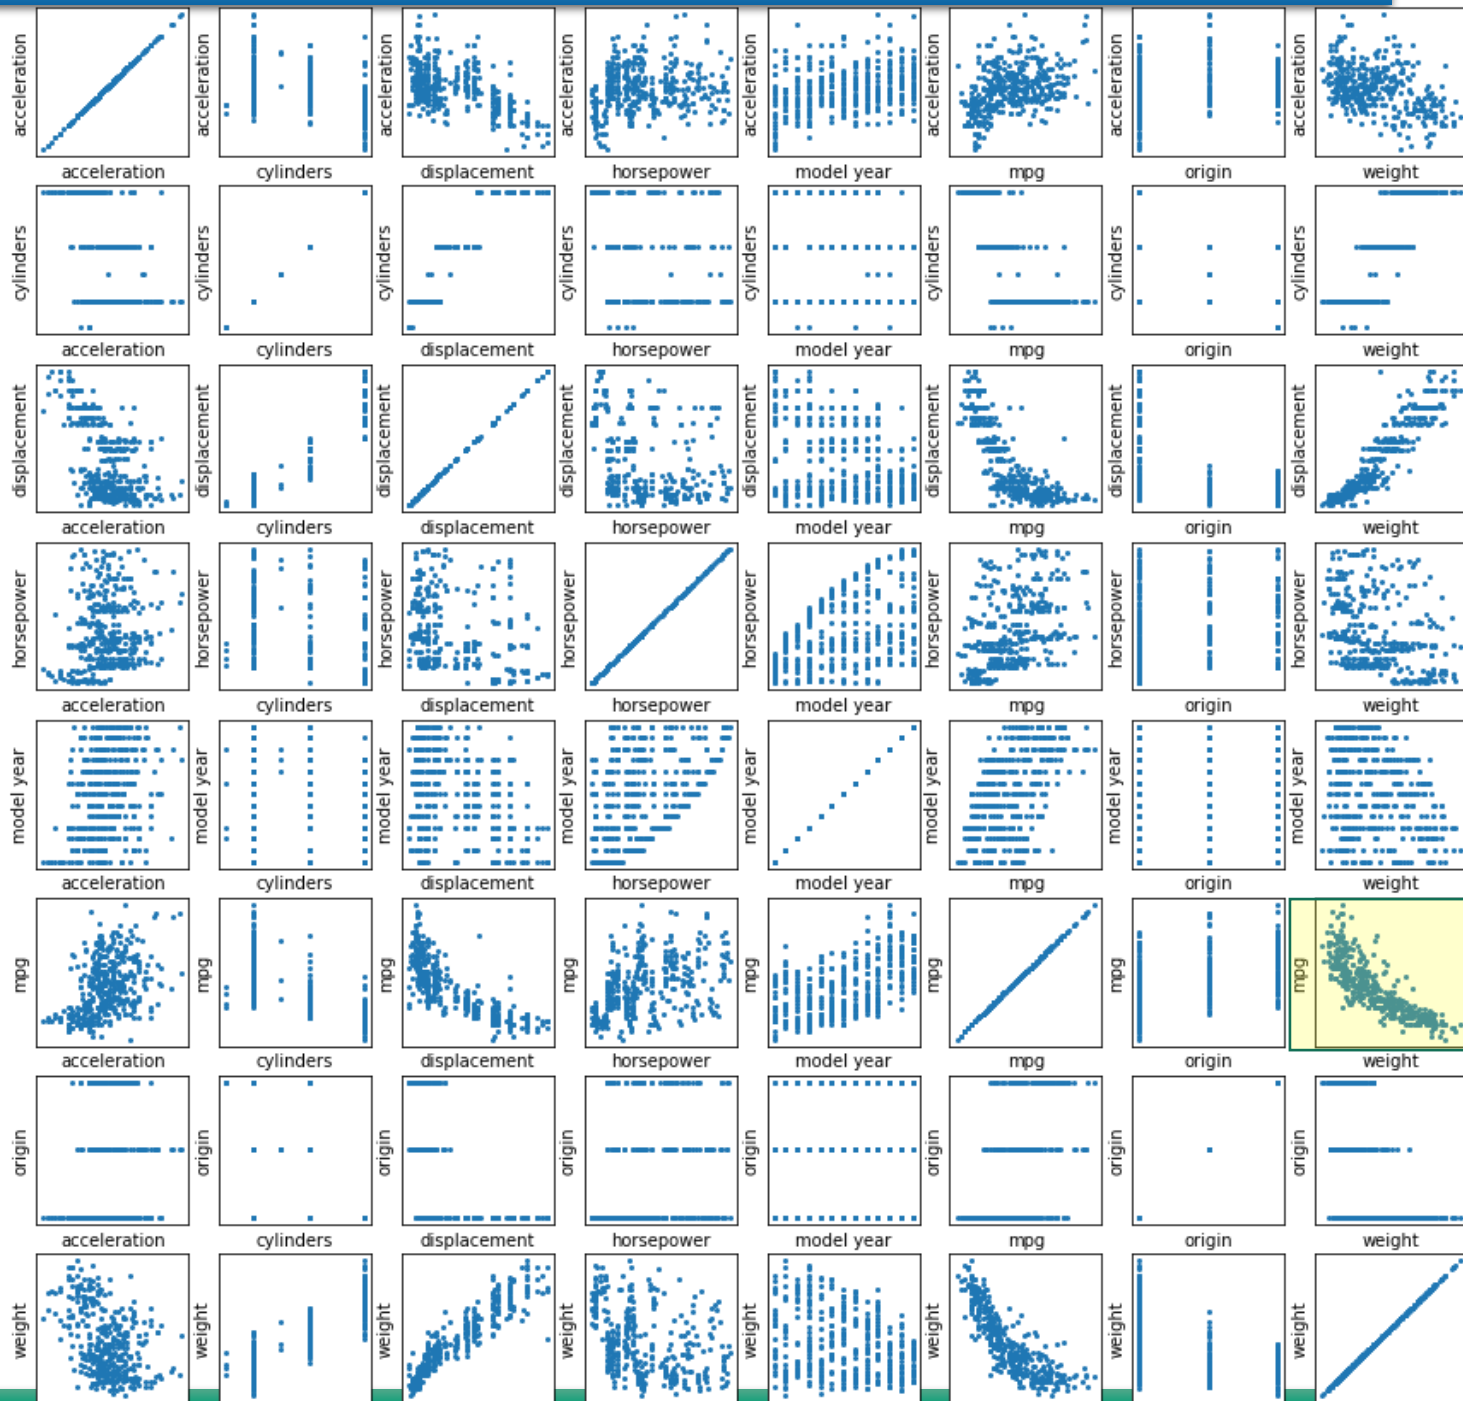 acceleration acceleration acceleration acceleration acceleration acceleration acceleration acceleration
acceleration cylinders displacement horsepower model year mpg origin weight
cylinders cylinders cylinders cylinders cylinders cylinders cylinders cylinders
acceleration cylinders displacement horsepower model year mpg origin weight
displacement displacement displacement displacement displacement displacement displacement displacement
acceleration cylinders displacement horsepower model year mpg origin weight
horsepower horsepower horsepower horsepower horsepower horsepower horsepower horsepower
acceleration cylinders displacement horsepower model year mpg origin weight
model year model year model year model year model year model year model year model year
acceleration cylinders displacement horsepower model year mpg origin weight
mpg mpg mpg mpg mpg mpg mpg mpg
acceleration cylinders displacement horsepower model year mpg origin weight
origin origin origin origin origin origin origin origin
acceleration cylinders displacement horsepower model year mpg origin weight
weight weight weight weight weight weight weight weight